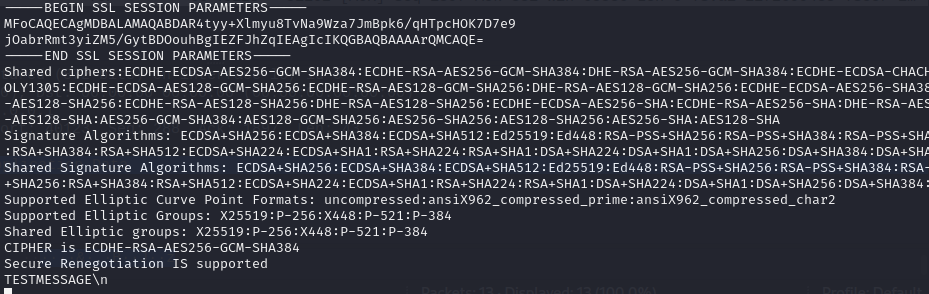 -----BEGIN SSL SESSION PARAMETERS-----
MFoCAQECAgMDBALAMAQABDAR4tyy+Xlmyu8TvNa9Wza7JmBpk6/qHTpcHOK7D7e9
jOabrRmt3yiZM5/GytBDOouhBgIEZFJhZqIEAgIcIKQGBAQBAAAArQMCAQE=
-----END SSL SESSION PARAMETERS-----
Shared ciphers:ECDHE-ECDSA-AES256-GCM-SHA384:ECDHE-RSA-AES256-GCM-SHA384:DHE-RSA-AES256-GCM-SHA384:ECDHE-ECDSA-CHACH
OLY1305:ECDHE-ECDSA-AES128-GCM-SHA256:ECDHE-RSA-AES128-GCM-SHA256:DHE-RSA-AES128-GCM-SHA256:ECDHE-ECDSA-AES256-SHA38
-AES128-SHA256:ECDHE-RSA-AES128-SHA256:DHE-RSA-AES128-SHA256:ECDHE-ECDSA-AES256-SHA:ECDHE-RSA-AES256-SHA:DHE-RSA-AES
-AES128-SHA:AES256-GCM-SHA384:AES128-GCM-SHA256:AES256-SHA256:AES128-SHA256:AES256-SHA:AES128-SHA
Signature Algorithms: ECDSA+SHA256:ECDSA+SHA384:ECDSA+SHA512:Ed25519:Ed448:RSA-PSS+SHA256:RSA-PSS+SHA384:RSA-PSS+SHA
:RSA+SHA384:RSA+SHA512:ECDSA+SHA224:ECDSA+SHA1:RSA+SHA224:RSA+SHA1:DSA+SHA224:DSA+SHA1:DSA+SHA256:DSA+SHA384:DSA+SHA
Shared Signature Algorithms: ECDSA+SHA256:ECDSA+SHA384:ECDSA+SHA512:Ed25519:Ed448:RSA-PSS+SHA256:RSA-PSS+SHA384:RSA-
+SHA256:RSA+SHA384:RSA+SHA512:ECDSA+SHA224:ECDSA+SHA1:RSA+SHA224:RSA+SHA1:DSA+SHA224:DSA+SHA1:DSA+SHA256:DSA+SHA384:
Supported Elliptic Curve Point Formats: uncompressed:ansiX962_compressed_prime:ansiX962_compressed_char2
Supported Elliptic Groups: X25519:P-256:X448:P-521:P-384
Shared Elliptic groups: X25519:P-256:X448:P-521:P-384
CIPHER is ECDHE-RSA-AES256-GCM-SHA384
Secure Renegotiation IS supported
TESTMESSAGE\n
Packets: 13 · Displayed: 13 (100.0%) Profile: Default